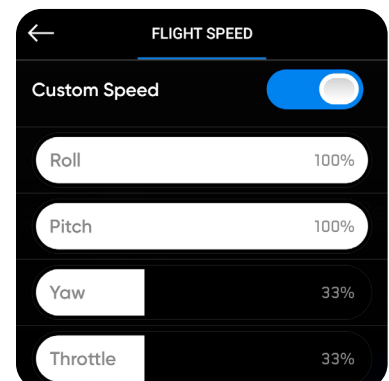 FLIGHT SPEED
Custom Speed
Roll 100%
Pitch 100%
Yaw 33%
Throttle 33%